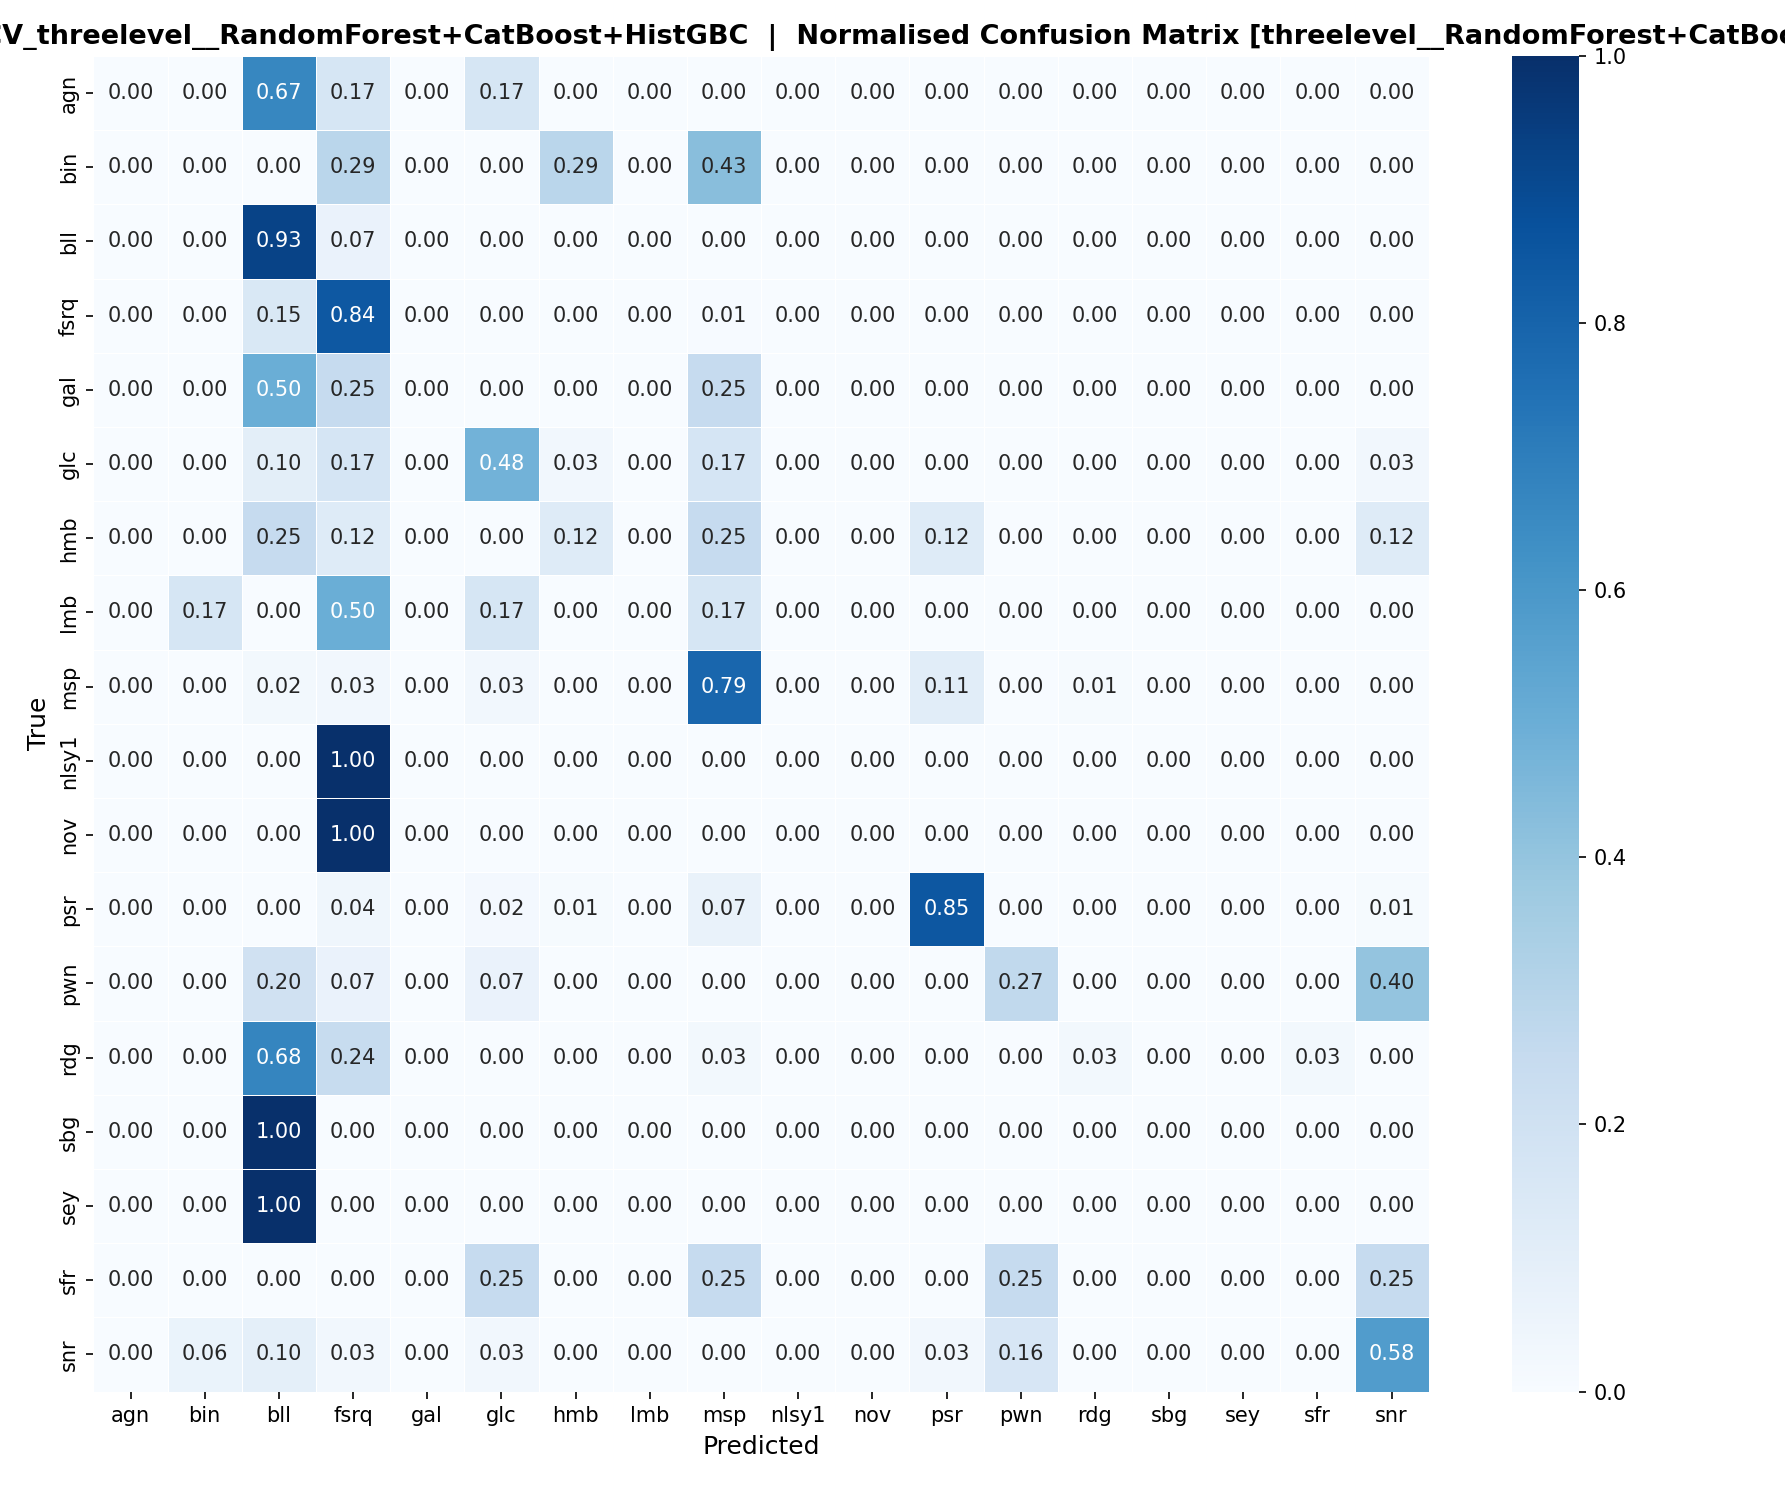 V_threelevel__RandomForest+CatBoost+HistGBC | Normalised Confusion Matrix [threelevel__RandomForest+CatBoo
agn 0.00 0.00 0.67 0.17 0.00 0.17 0.00 0.00 0.00 0.00 0.00 0.00 0.00 0.00 0.00 0.00 0.00 0.00
bin 0.00 0.00 0.00 0.29 0.00 0.00 0.29 0.00 0.43 0.00 0.00 0.00 0.00 0.00 0.00 0.00 0.00 0.00
bll 0.00 0.00 0.93 0.07 0.00 0.00 0.00 0.00 0.00 0.00 0.00 0.00 0.00 0.00 0.00 0.00 0.00 0.00
fsrq 0.00 0.00 0.15 0.84 0.00 0.00 0.00 0.00 0.01 0.00 0.00 0.00 0.00 0.00 0.00 0.00 0.00 0.00
gal 0.00 0.00 0.50 0.25 0.00 0.00 0.00 0.00 0.25 0.00 0.00 0.00 0.00 0.00 0.00 0.00 0.00 0.00
glc 0.00 0.00 0.10 0.17 0.00 0.48 0.03 0.00 0.17 0.00 0.00 0.00 0.00 0.00 0.00 0.00 0.00 0.03
hmb 0.00 0.00 0.25 0.12 0.00 0.00 0.12 0.00 0.25 0.00 0.00 0.12 0.00 0.00 0.00 0.00 0.00 0.12
lmb 0.00 0.17 0.00 0.50 0.00 0.17 0.00 0.00 0.17 0.00 0.00 0.00 0.00 0.00 0.00 0.00 0.00 0.00
msp 0.00 0.00 0.02 0.03 0.00 0.03 0.00 0.00 0.79 0.00 0.00 0.11 0.00 0.01 0.00 0.00 0.00 0.00
nlsy1 0.00 0.00 0.00 1.00 0.00 0.00 0.00 0.00 0.00 0.00 0.00 0.00 0.00 0.00 0.00 0.00 0.00 0.00
nov 0.00 0.00 0.00 1.00 0.00 0.00 0.00 0.00 0.00 0.00 0.00 0.00 0.00 0.00 0.00 0.00 0.00 0.00
psr 0.00 0.00 0.00 0.04 0.00 0.02 0.01 0.00 0.07 0.00 0.00 0.85 0.00 0.00 0.00 0.00 0.00 0.01
pwn 0.00 0.00 0.20 0.07 0.00 0.07 0.00 0.00 0.00 0.00 0.00 0.00 0.27 0.00 0.00 0.00 0.00 0.40
rdg 0.00 0.00 0.68 0.24 0.00 0.00 0.00 0.00 0.03 0.00 0.00 0.00 0.00 0.03 0.00 0.00 0.03 0.00
sbg 0.00 0.00 1.00 0.00 0.00 0.00 0.00 0.00 0.00 0.00 0.00 0.00 0.00 0.00 0.00 0.00 0.00 0.00
sey 0.00 0.00 1.00 0.00 0.00 0.00 0.00 0.00 0.00 0.00 0.00 0.00 0.00 0.00 0.00 0.00 0.00 0.00
sfr 0.00 0.00 0.00 0.00 0.00 0.25 0.00 0.00 0.25 0.00 0.00 0.00 0.25 0.00 0.00 0.00 0.00 0.25
snr 0.00 0.06 0.10 0.03 0.00 0.03 0.00 0.00 0.00 0.00 0.00 0.03 0.16 0.00 0.00 0.00 0.00 0.58
agn bin bll fsrq gal glc hmb lmb msp nlsy1 nov psr pwn rdg sbg sey sfr snr
Predicted
True
1.0
0.8
0.6
0.4
0.2
0.0